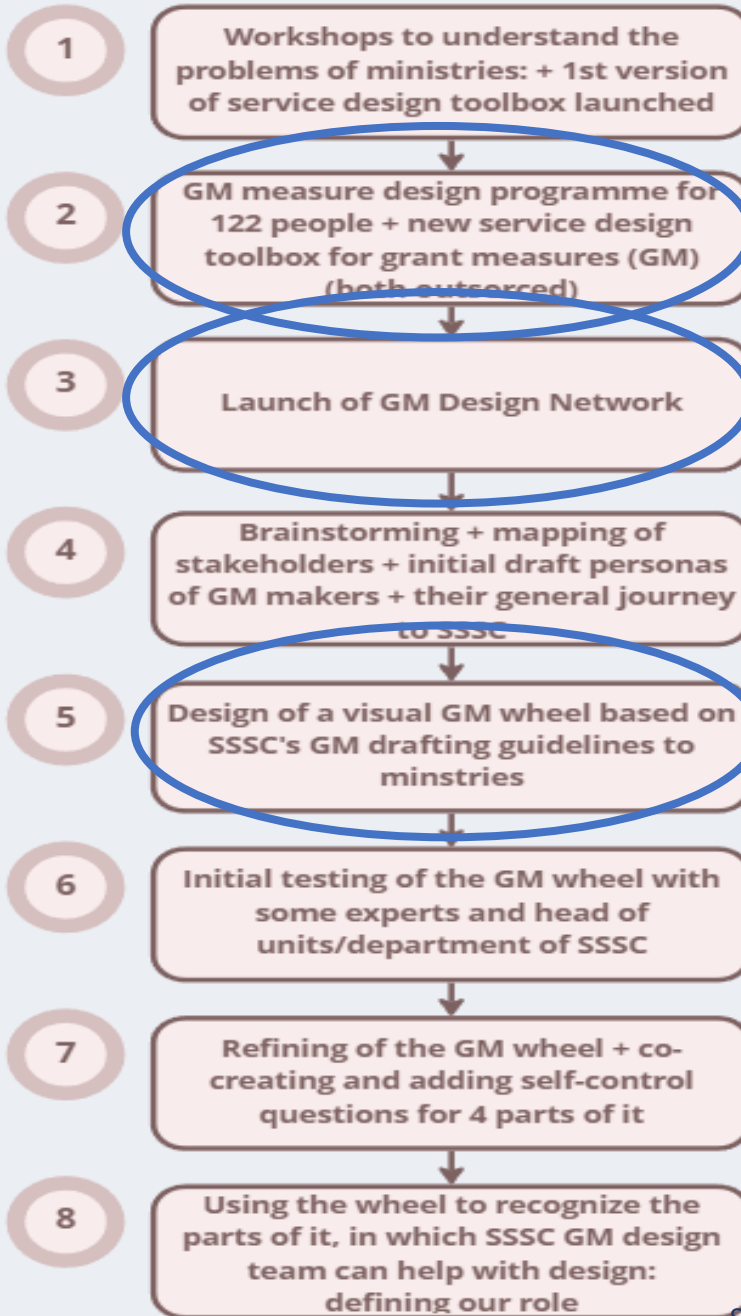 1
Workshops to understand the
problems of ministries: + 1st version
of service design toolbox launched
2
GM measure design programme for
122 people + new service design
toolbox for grant measures (GM)
(both outsorced)
3
Launch of GM Design Network
4
Brainstorming + mapping of
stakeholders + initial draft personas
of GM makers + their general journey
to SSSC
5
Design of a visual GM wheel based on
SSSC's GM drafting guidelines to
minstries
6
Initial testing of the GM wheel with
some experts and head of
units/department of SSSC
7
Refining of the GM wheel + co-
creating and adding self-control
questions for 4 parts of it
8
Using the wheel to recognize the
parts of it, in which SSSC GM design
team can help with design:
defining our role